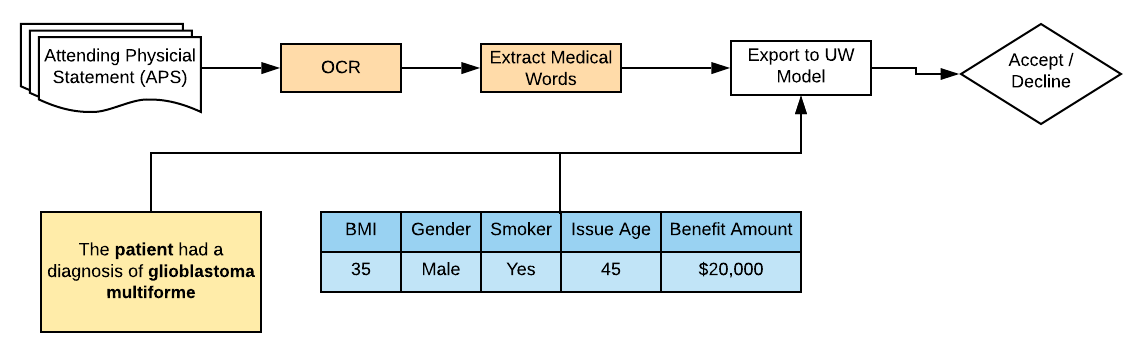 Attending Physicial
Statement (APS)
OCR
Extract Medical
Words
Export to UW
Model
Accept /
Decline
The patient had a
diagnosis of glioblastoma
multiforme
BMI Gender Smoker Issue Age Benefit Amount
35 Male Yes 45 $20,000